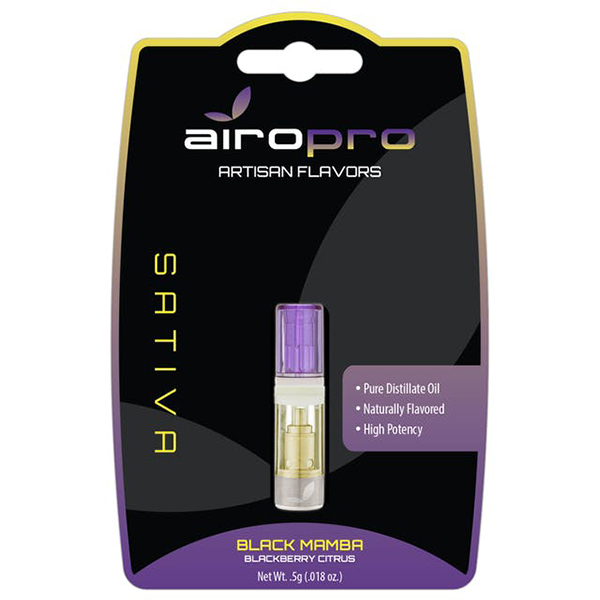 airopro
ARTISAN FLAVORS
SATIVA
• Pure Distillate Oil
• Naturally Flavored
• High Potency
BLACK MAMBA
BLACKBERRY CITRUS
Net Wt. .5g (.018 oz.)